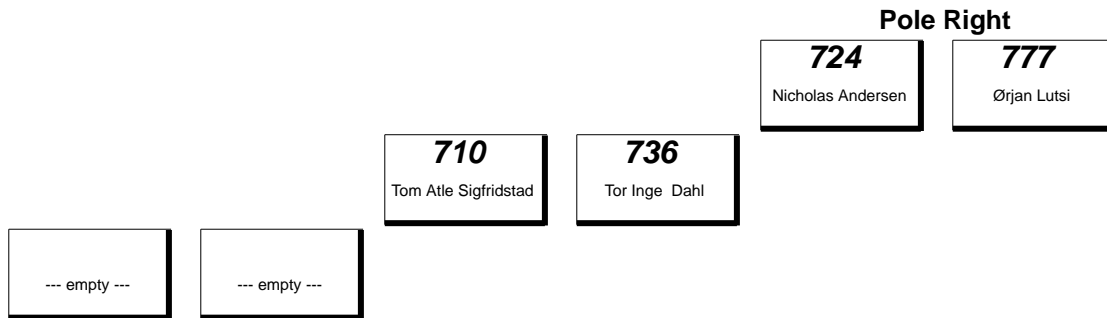 Pole Right
724 777
Nicholas Andersen Ørjan Lutsi
710 736
Tom Atle Sigfridstad Tor Inge Dahl
--- empty --- --- empty ---